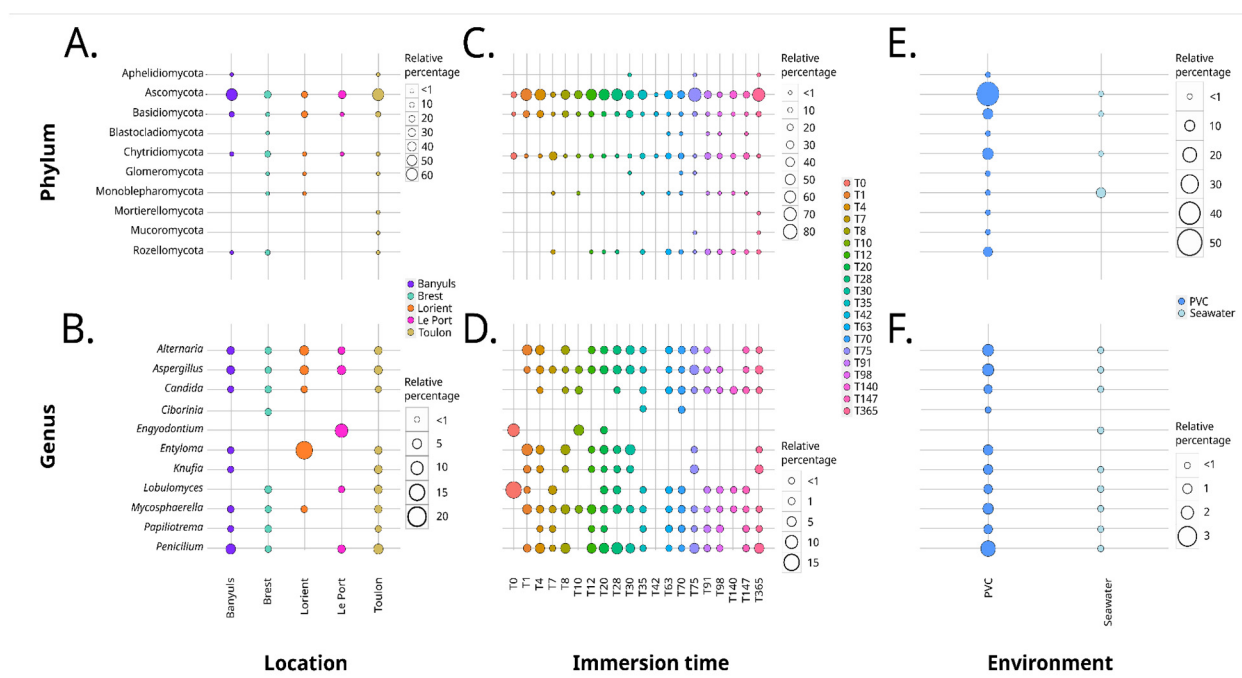 A.
Relative
percentage
<1
10
20
30
40
50
60
C.
Relative
percentage
<1
10
20
30
40
50
60
70
80
E.
Relative
percentage
<1
10
20
30
40
50
Phylum
Aphelidiomycota
Ascomycota
Basidiomycota
Blastocladiomycota
Chytridiomycota
Glomeromycota
Monoblepharomycota
Mortierellomycota
Mucoromycota
Rozellomycota
Banyuls
Brest
Lorient
Le Port
Toulon
T0
T1
T4
T7
T8
T10
T12
T20
T28
T30
T35
T42
T63
T70
T75
T91
T98
T140
T147
T365
PVC
Seawater
B.
Relative
percentage
<1
5
10
15
20
D.
Relative
percentage
<1
1
5
10
15
F.
Relative
percentage
<1
1
2
3
Genus
Alternaria
Aspergillus
Candida
Ciborinia
Engyodontium
Entyloma
Knufia
Lobulomyces
Mycosphaerella
Papiliotrema
Penicilium
Banyuls
Brest
Lorient
Le Port
Toulon
T0
T1
T4
T7
T8
T10
T12
T20
T28
T30
T35
T42
T63
T70
T75
T91
T98
T140
T147
T365
PVC
Seawater
Location
Immersion time
Environment